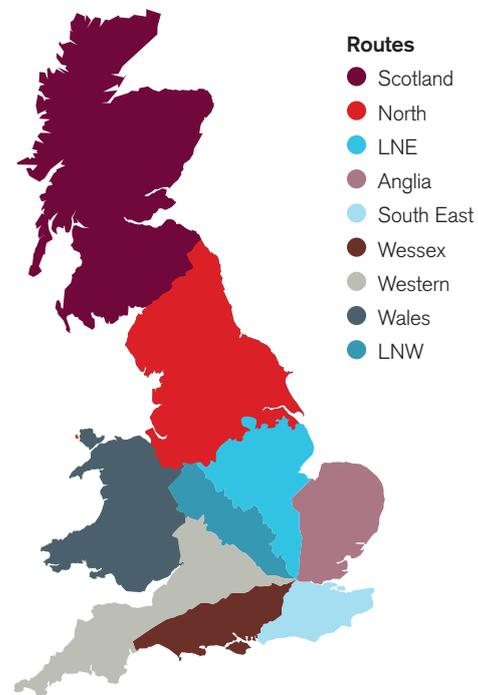 Routes
Scotland
North
LNE
Anglia
South East
Wessex
Western
Wales
LNW